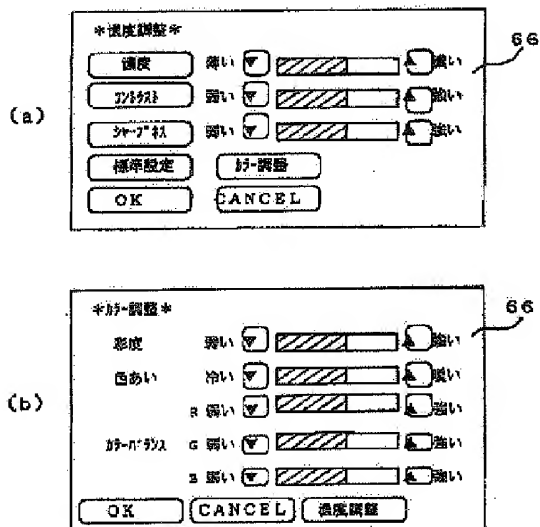 *濃度調整*
66
濃度 薄い 濃い
コントラスト 弱い 強い
(a)
シャープネス 弱い 強い
標準設定 カラー調整
OK CANCEL
*カラー調整*
66
彩度 弱い 強い
色あい 冷い 暖い
(b)
R 弱い 強い
カラーバランス G 弱い 強い
B 弱い 強い
OK CANCEL 濃度調整